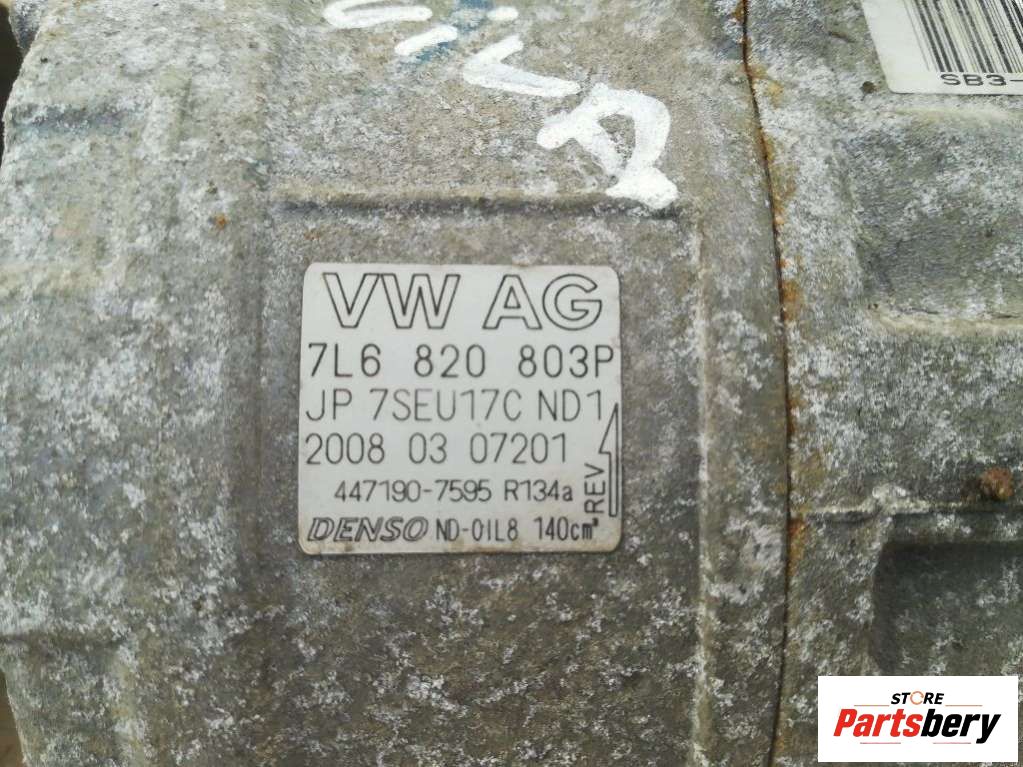 SB3-
VW AG
7L6 820 803P
JP 7SEU17C ND1
2008 03 07201
447190-7595 R134a
REV
DENSO ND-OIL8 140cm³
STORE
Partsbery